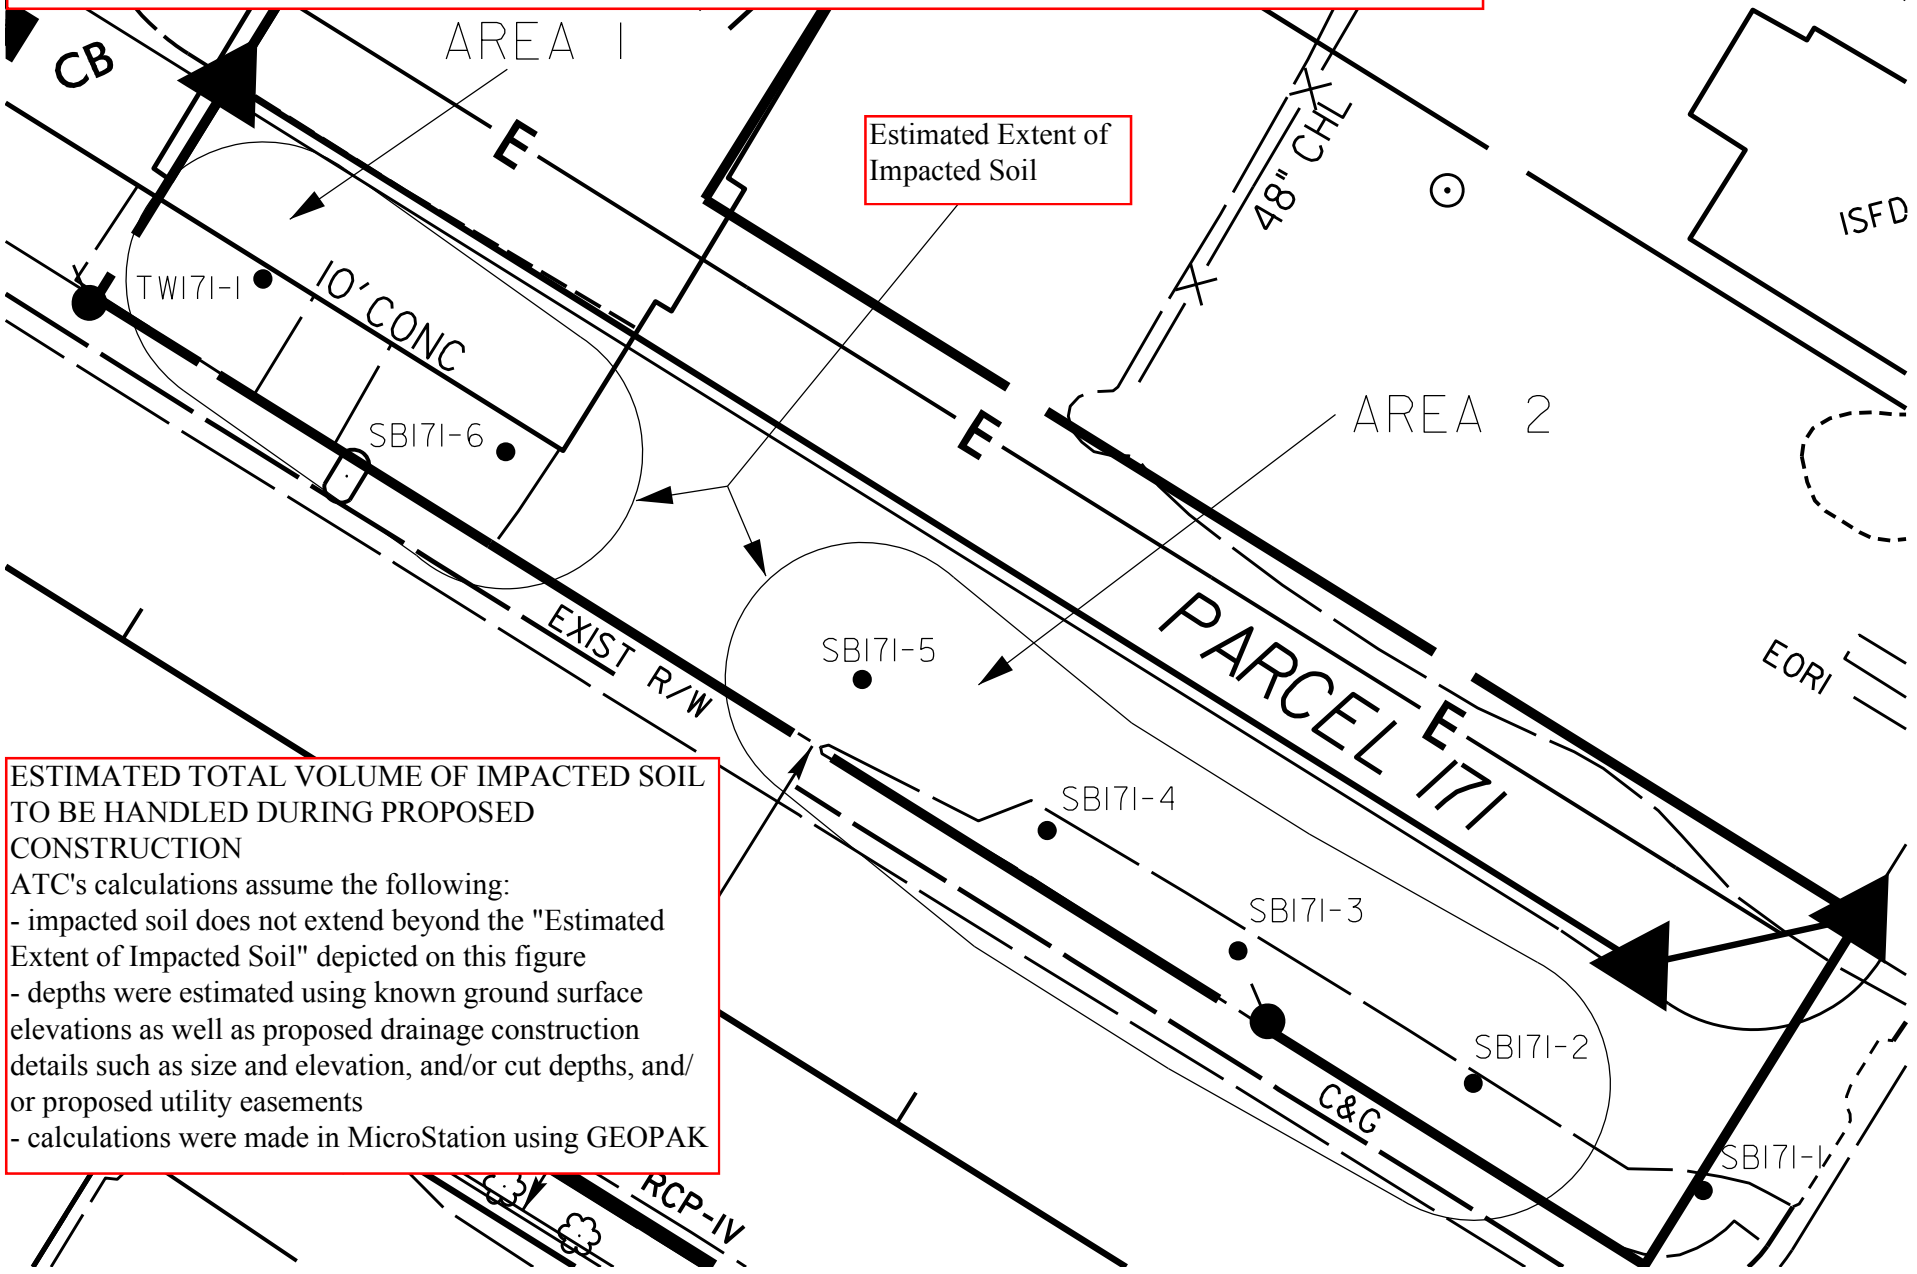 AREA 1
CB
E
Estimated Extent of
Impacted Soil
48" CHL
ISFD
TW171-1
10' CONC
SB171-6
E
AREA 2
EXIST R/W
SB171-5
PARCEL 171
E
EORI
SB171-4
SB171-3
SB171-2
C&G
SB171-1
ESTIMATED TOTAL VOLUME OF IMPACTED SOIL
TO BE HANDLED DURING PROPOSED
CONSTRUCTION
ATC's calculations assume the following:
- impacted soil does not extend beyond the "Estimated
Extent of Impacted Soil" depicted on this figure
- depths were estimated using known ground surface
elevations as well as proposed drainage construction
details such as size and elevation, and/or cut depths, and/
or proposed utility easements
- calculations were made in MicroStation using GEOPAK
RCP-IV